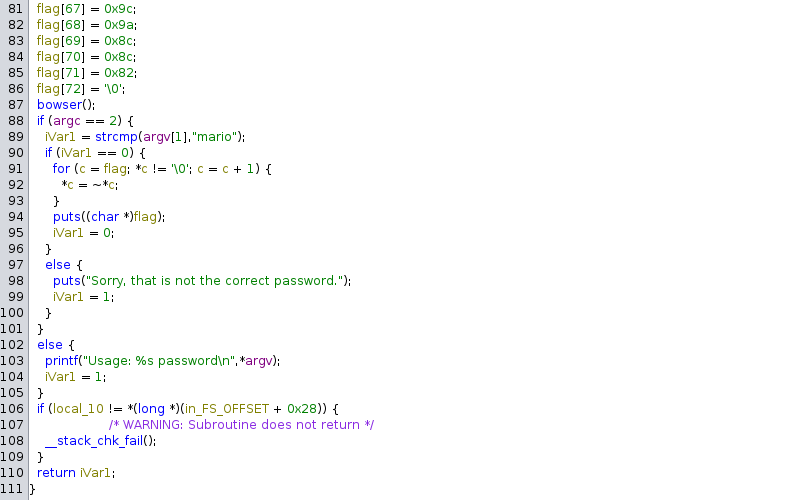 81 flag[67] = 0x9c;
82 flag[68] = 0x9a;
83 flag[69] = 0x8c;
84 flag[70] = 0x8c;
85 flag[71] = 0x82;
86 flag[72] = '\0';
87 bowser();
88 if (argc == 2) {
89 iVar1 = strcmp(argv[1],"mario");
90 if (iVar1 == 0) {
91 for (c = flag; *c != '\0'; c = c + 1) {
92 *c = ~*c;
93 }
94 puts((char *)flag);
95 iVar1 = 0;
96 }
97 else {
98 puts("Sorry, that is not the correct password.");
99 iVar1 = 1;
100 }
101 }
102 else {
103 printf("Usage: %s password\n",*argv);
104 iVar1 = 1;
105 }
106 if (local_10 != *(long *)(in_FS_OFFSET + 0x28)) {
107 /* WARNING: Subroutine does not return */
108 __stack_chk_fail();
109 }
110 return iVar1;
111 }